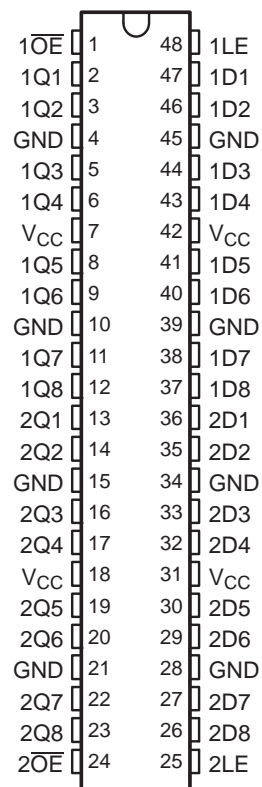 1O̅E̅ 1 48 1LE
1Q1 2 47 1D1
1Q2 3 46 1D2
GND 4 45 GND
1Q3 5 44 1D3
1Q4 6 43 1D4
VCC 7 42 VCC
1Q5 8 41 1D5
1Q6 9 40 1D6
GND 10 39 GND
1Q7 11 38 1D7
1Q8 12 37 1D8
2Q1 13 36 2D1
2Q2 14 35 2D2
GND 15 34 GND
2Q3 16 33 2D3
2Q4 17 32 2D4
VCC 18 31 VCC
2Q5 19 30 2D5
2Q6 20 29 2D6
GND 21 28 GND
2Q7 22 27 2D7
2Q8 23 26 2D8
2O̅E̅ 24 25 2LE